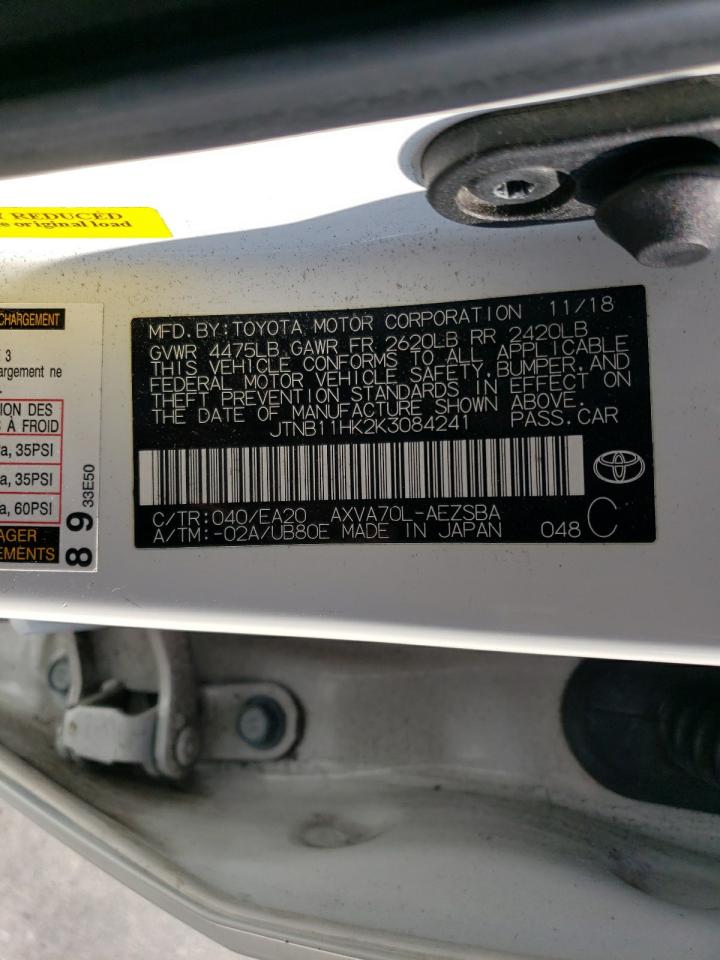 Y REDUCED
e original load
CHARGEMENT
3
argement ne
ION DES
S À FROID
a, 35PSI
a, 35PSI
a, 60PSI
AGER
EMENTS
89
33E50
MFD. BY: TOYOTA MOTOR CORPORATION 11/18
GVWR 4475LB GAWR FR 2620LB RR 2420LB
THIS VEHICLE CONFORMS TO ALL APPLICABLE
FEDERAL MOTOR VEHICLE SAFETY, BUMPER, AND
THEFT PREVENTION STANDARDS IN EFFECT ON
THE DATE OF MANUFACTURE SHOWN ABOVE.
JTNB11HK2K3084241 PASS. CAR
C/TR: 040/EA20 AXVA70L-AEZSBA
A/TM: -02A/UB80E MADE IN JAPAN 048 C